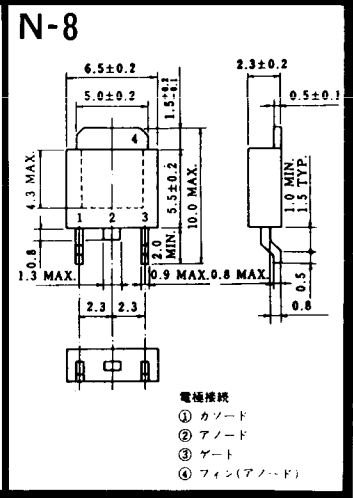 N-8
6.5±0.2
5.0±0.2
1.5±0.1
4
4.3 MAX.
5.5±0.2
10.0 MAX.
1 2 3
0.8
2.0 MIN.
1.3 MAX.
0.9 MAX.
2.3 2.3
2.3±0.2
0.5±0.1
1.0 MIN.
1.5 TYP.
0.8 MAX.
0.5
0.8
電極接続
① カソード
② アノード
③ ゲート
④ フィン(アノード)